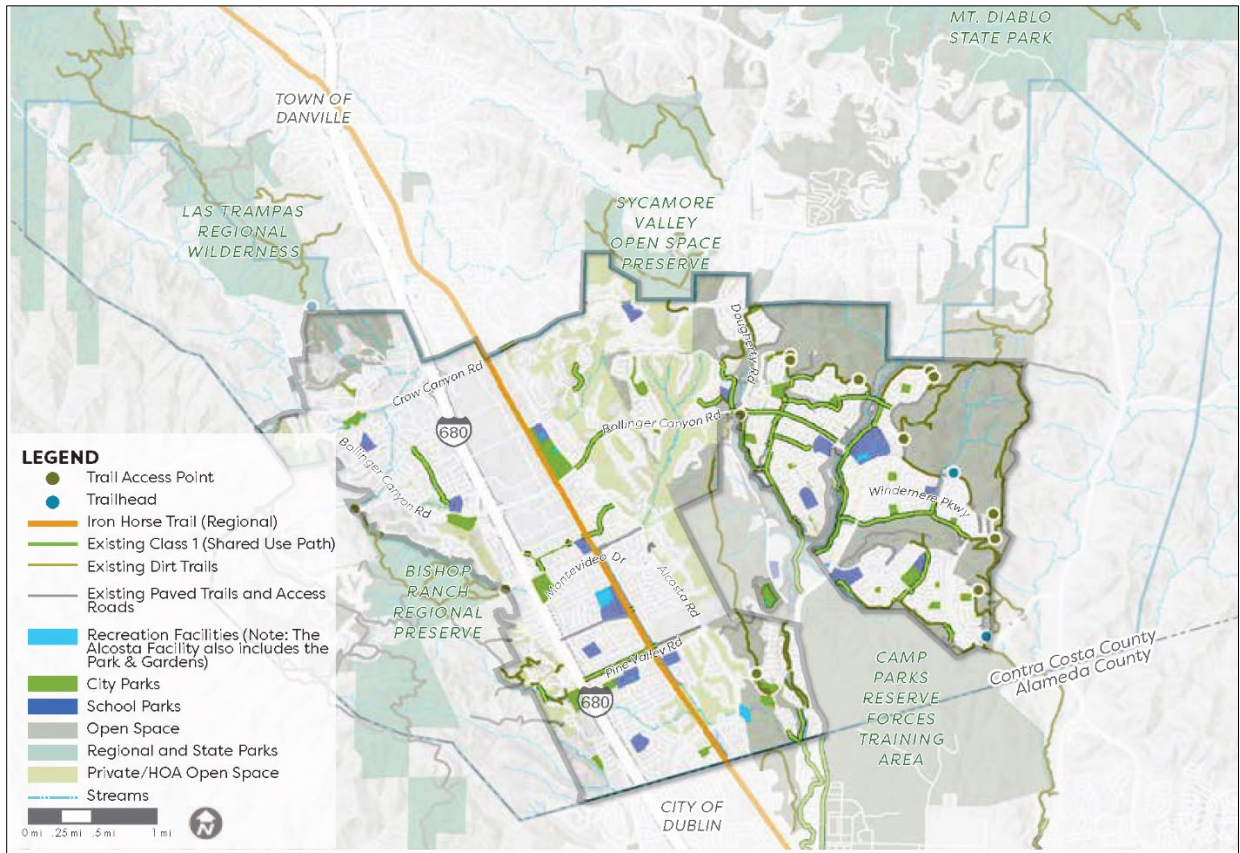 MT. DIABLO
STATE PARK
TOWN OF
DANVILLE
LAS TRAMPAS
REGIONAL
WILDERNESS
SYCAMORE
VALLEY
OPEN SPACE
PRESERVE
Dougherty Rd
Crow Canyon Rd
Bollinger Canyon Rd
680
Bollinger Canyon Rd
Windemere Pkwy
Montevideo Dr
Alcosta Rd
BISHOP
RANCH
REGIONAL
PRESERVE
Pine Valley Rd
680
CAMP
PARKS
RESERVE
FORCES
TRAINING
AREA
Contra Costa County
Alameda County
CITY OF
DUBLIN
LEGEND
Trail Access Point
Trailhead
Iron Horse Trail (Regional)
Existing Class 1 (Shared Use Path)
Existing Dirt Trails
Existing Paved Trails and Access
Roads
Recreation Facilities (Note: The
Alcosta Facility also includes the
Park & Gardens)
City Parks
School Parks
Open Space
Regional and State Parks
Private/HOA Open Space
Streams
0 mi .25 mi .5 mi 1 mi
N